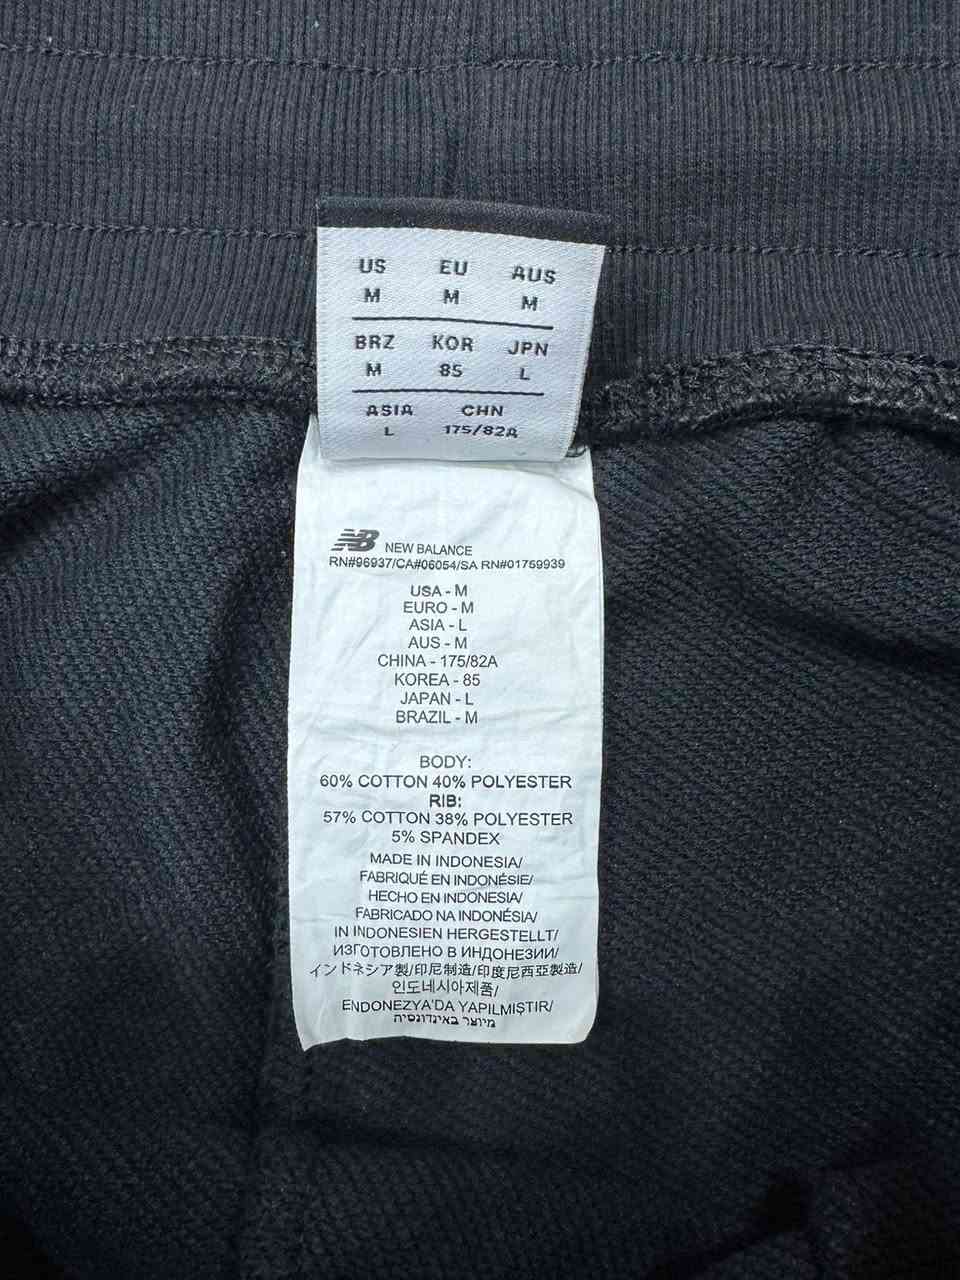 US EU AUS
M M M
BRZ KOR JPN
M 85 L
ASIA CHN
L 175/82A
NB NEW BALANCE
RN#96937/CA#06054/SA RN#01759939
USA - M
EURO - M
ASIA - L
AUS - M
CHINA - 175/82A
KOREA - 85
JAPAN - L
BRAZIL - M
BODY:
60% COTTON 40% POLYESTER
RIB:
57% COTTON 38% POLYESTER
5% SPANDEX
MADE IN INDONESIA/
FABRIQUÉ EN INDONÉSIE/
HECHO EN INDONESIA/
FABRICADO NA INDONÉSIA/
IN INDONESIEN HERGESTELLT/
ИЗГОТОВЛЕНО В ИНДОНЕЗИИ/
インドネシア製/印尼制造/印度尼西亞製造/
인도네시아제품/
ENDONEZYA'DA YAPILMIŞTIR/
מיוצר באינדונסיה